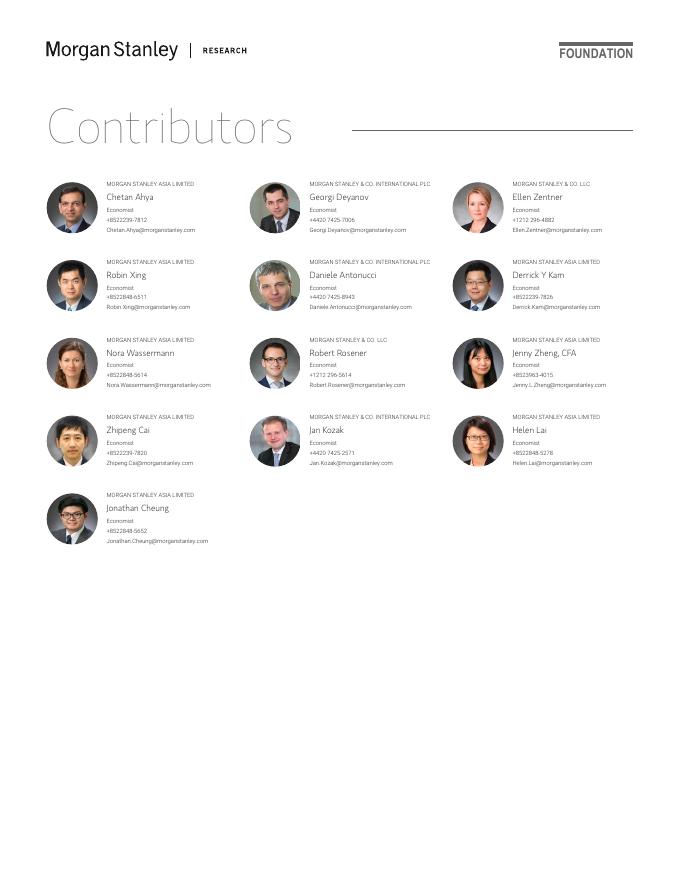 Morgan Stanley | RESEARCH
FOUNDATION
Contributors
MORGAN STANLEY ASIA LIMITED
Chetan Ahya
Economist
+8522239-7812
Chetan.Ahya@morganstanley.com
MORGAN STANLEY & CO. INTERNATIONAL PLC
Georgi Deyanov
Economist
+4420 7425-7006
Georgi.Deyanov@morganstanley.com
MORGAN STANLEY & CO. LLC
Ellen Zentner
Economist
+1212 296-4882
Ellen.Zentner@morganstanley.com
MORGAN STANLEY ASIA LIMITED
Robin Xing
Economist
+8522848-6511
Robin.Xing@morganstanley.com
MORGAN STANLEY & CO. INTERNATIONAL PLC
Daniele Antonucci
Economist
+4420 7425-8943
Daniele.Antonucci@morganstanley.com
MORGAN STANLEY ASIA LIMITED
Derrick Y Kam
Economist
+8522239-7826
Derrick.Kam@morganstanley.com
MORGAN STANLEY ASIA LIMITED
Nora Wassermann
Economist
+8522848-5614
Nora.Wassermann@morganstanley.com
MORGAN STANLEY & CO. LLC
Robert Rosener
Economist
+1212 296-5614
Robert.Rosener@morganstanley.com
MORGAN STANLEY ASIA LIMITED
Jenny Zheng, CFA
Economist
+8523963-4015
Jenny.L.Zheng@morganstanley.com
MORGAN STANLEY ASIA LIMITED
Zhipeng Cai
Economist
+8522239-7820
Zhipeng.Cai@morganstanley.com
MORGAN STANLEY & CO. INTERNATIONAL PLC
Jan Kozak
Economist
+4420 7425-2571
Jan.Kozak@morganstanley.com
MORGAN STANLEY ASIA LIMITED
Helen Lai
Economist
+8522848-5278
Helen.Lai@morganstanley.com
MORGAN STANLEY ASIA LIMITED
Jonathan Cheung
Economist
+8522848-5652
Jonathan.Cheung@morganstanley.com